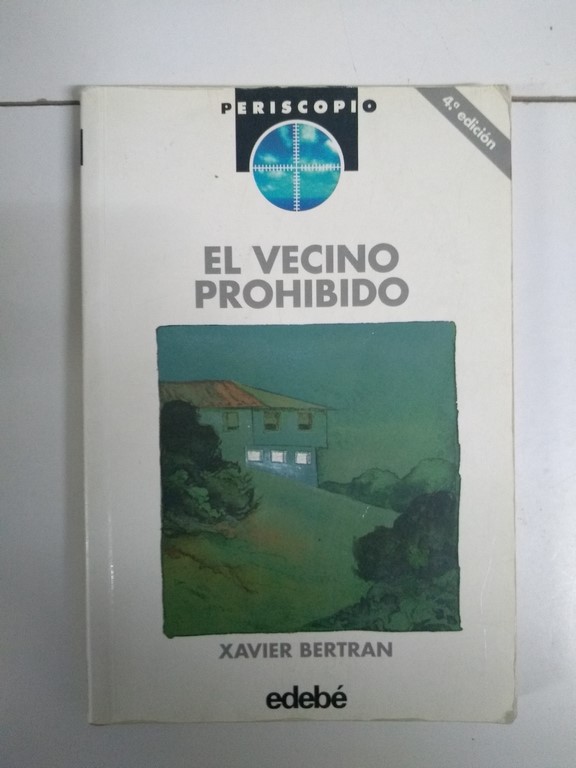 PERISCOPIO
4.ª edición
EL VECINO
PROHIBIDO
XAVIER BERTRAN
edebé